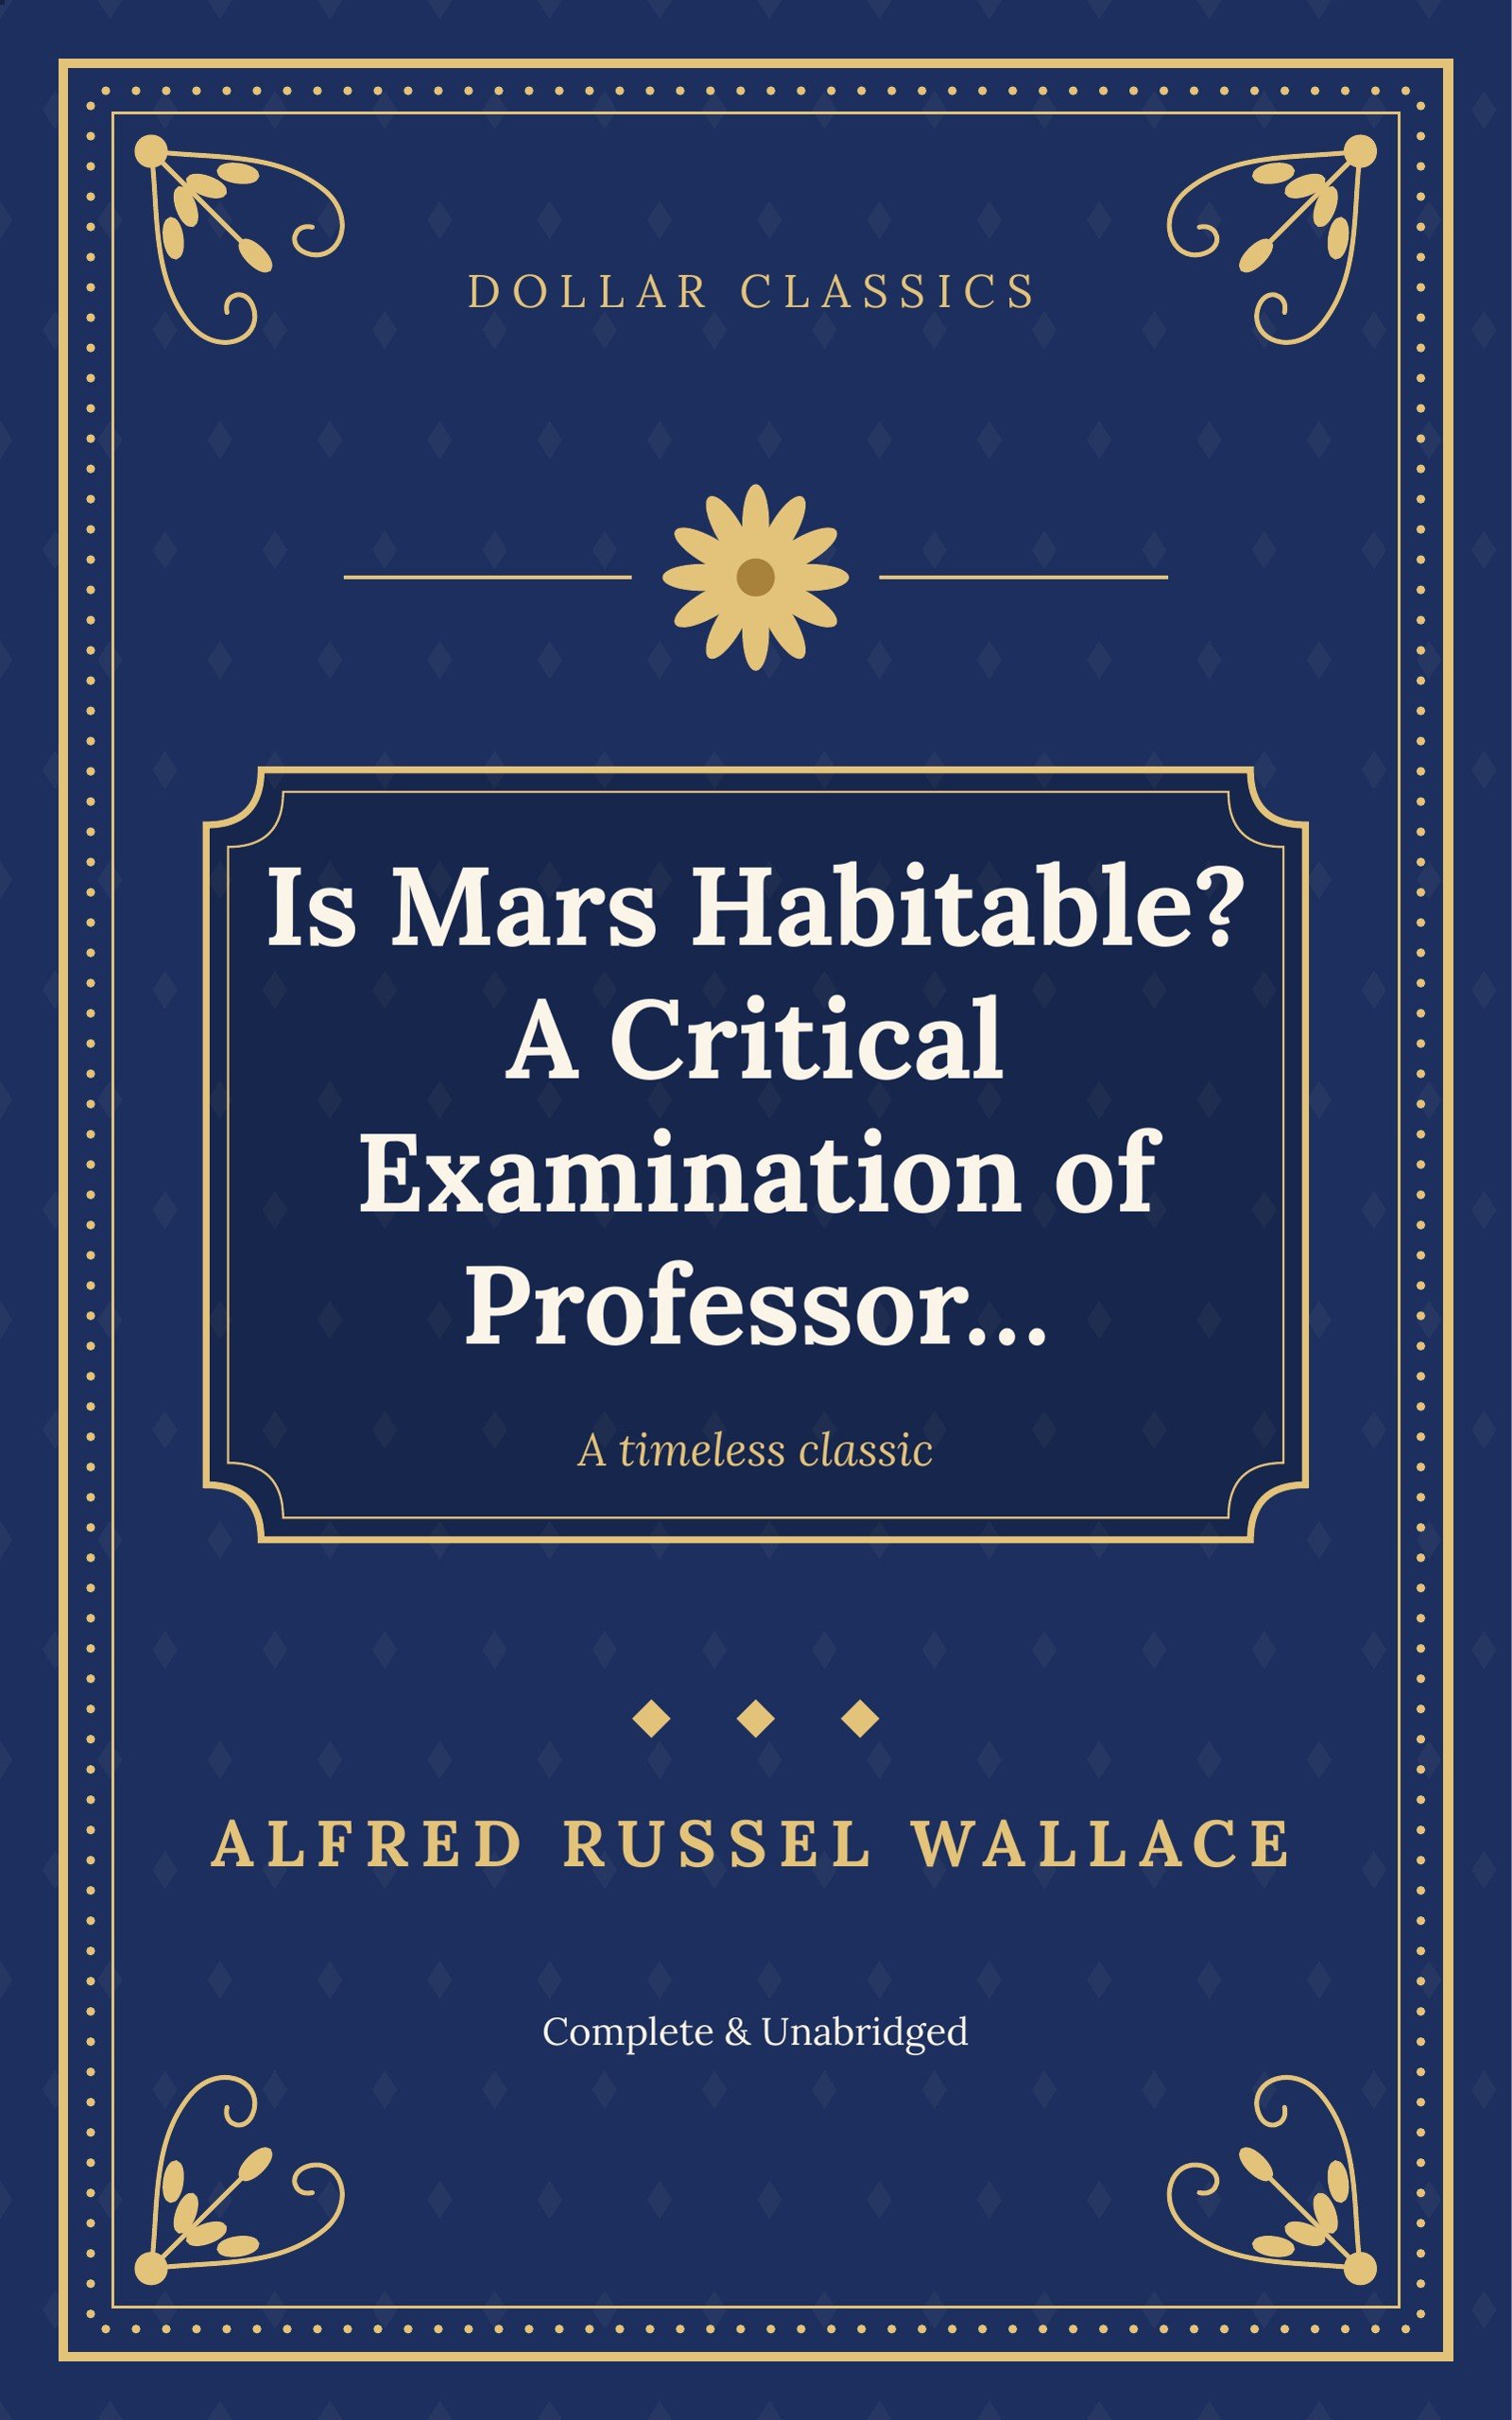 DOLLAR CLASSICS
Is Mars Habitable?
A Critical
Examination of
Professor...
A timeless classic
ALFRED RUSSEL WALLACE
Complete & Unabridged